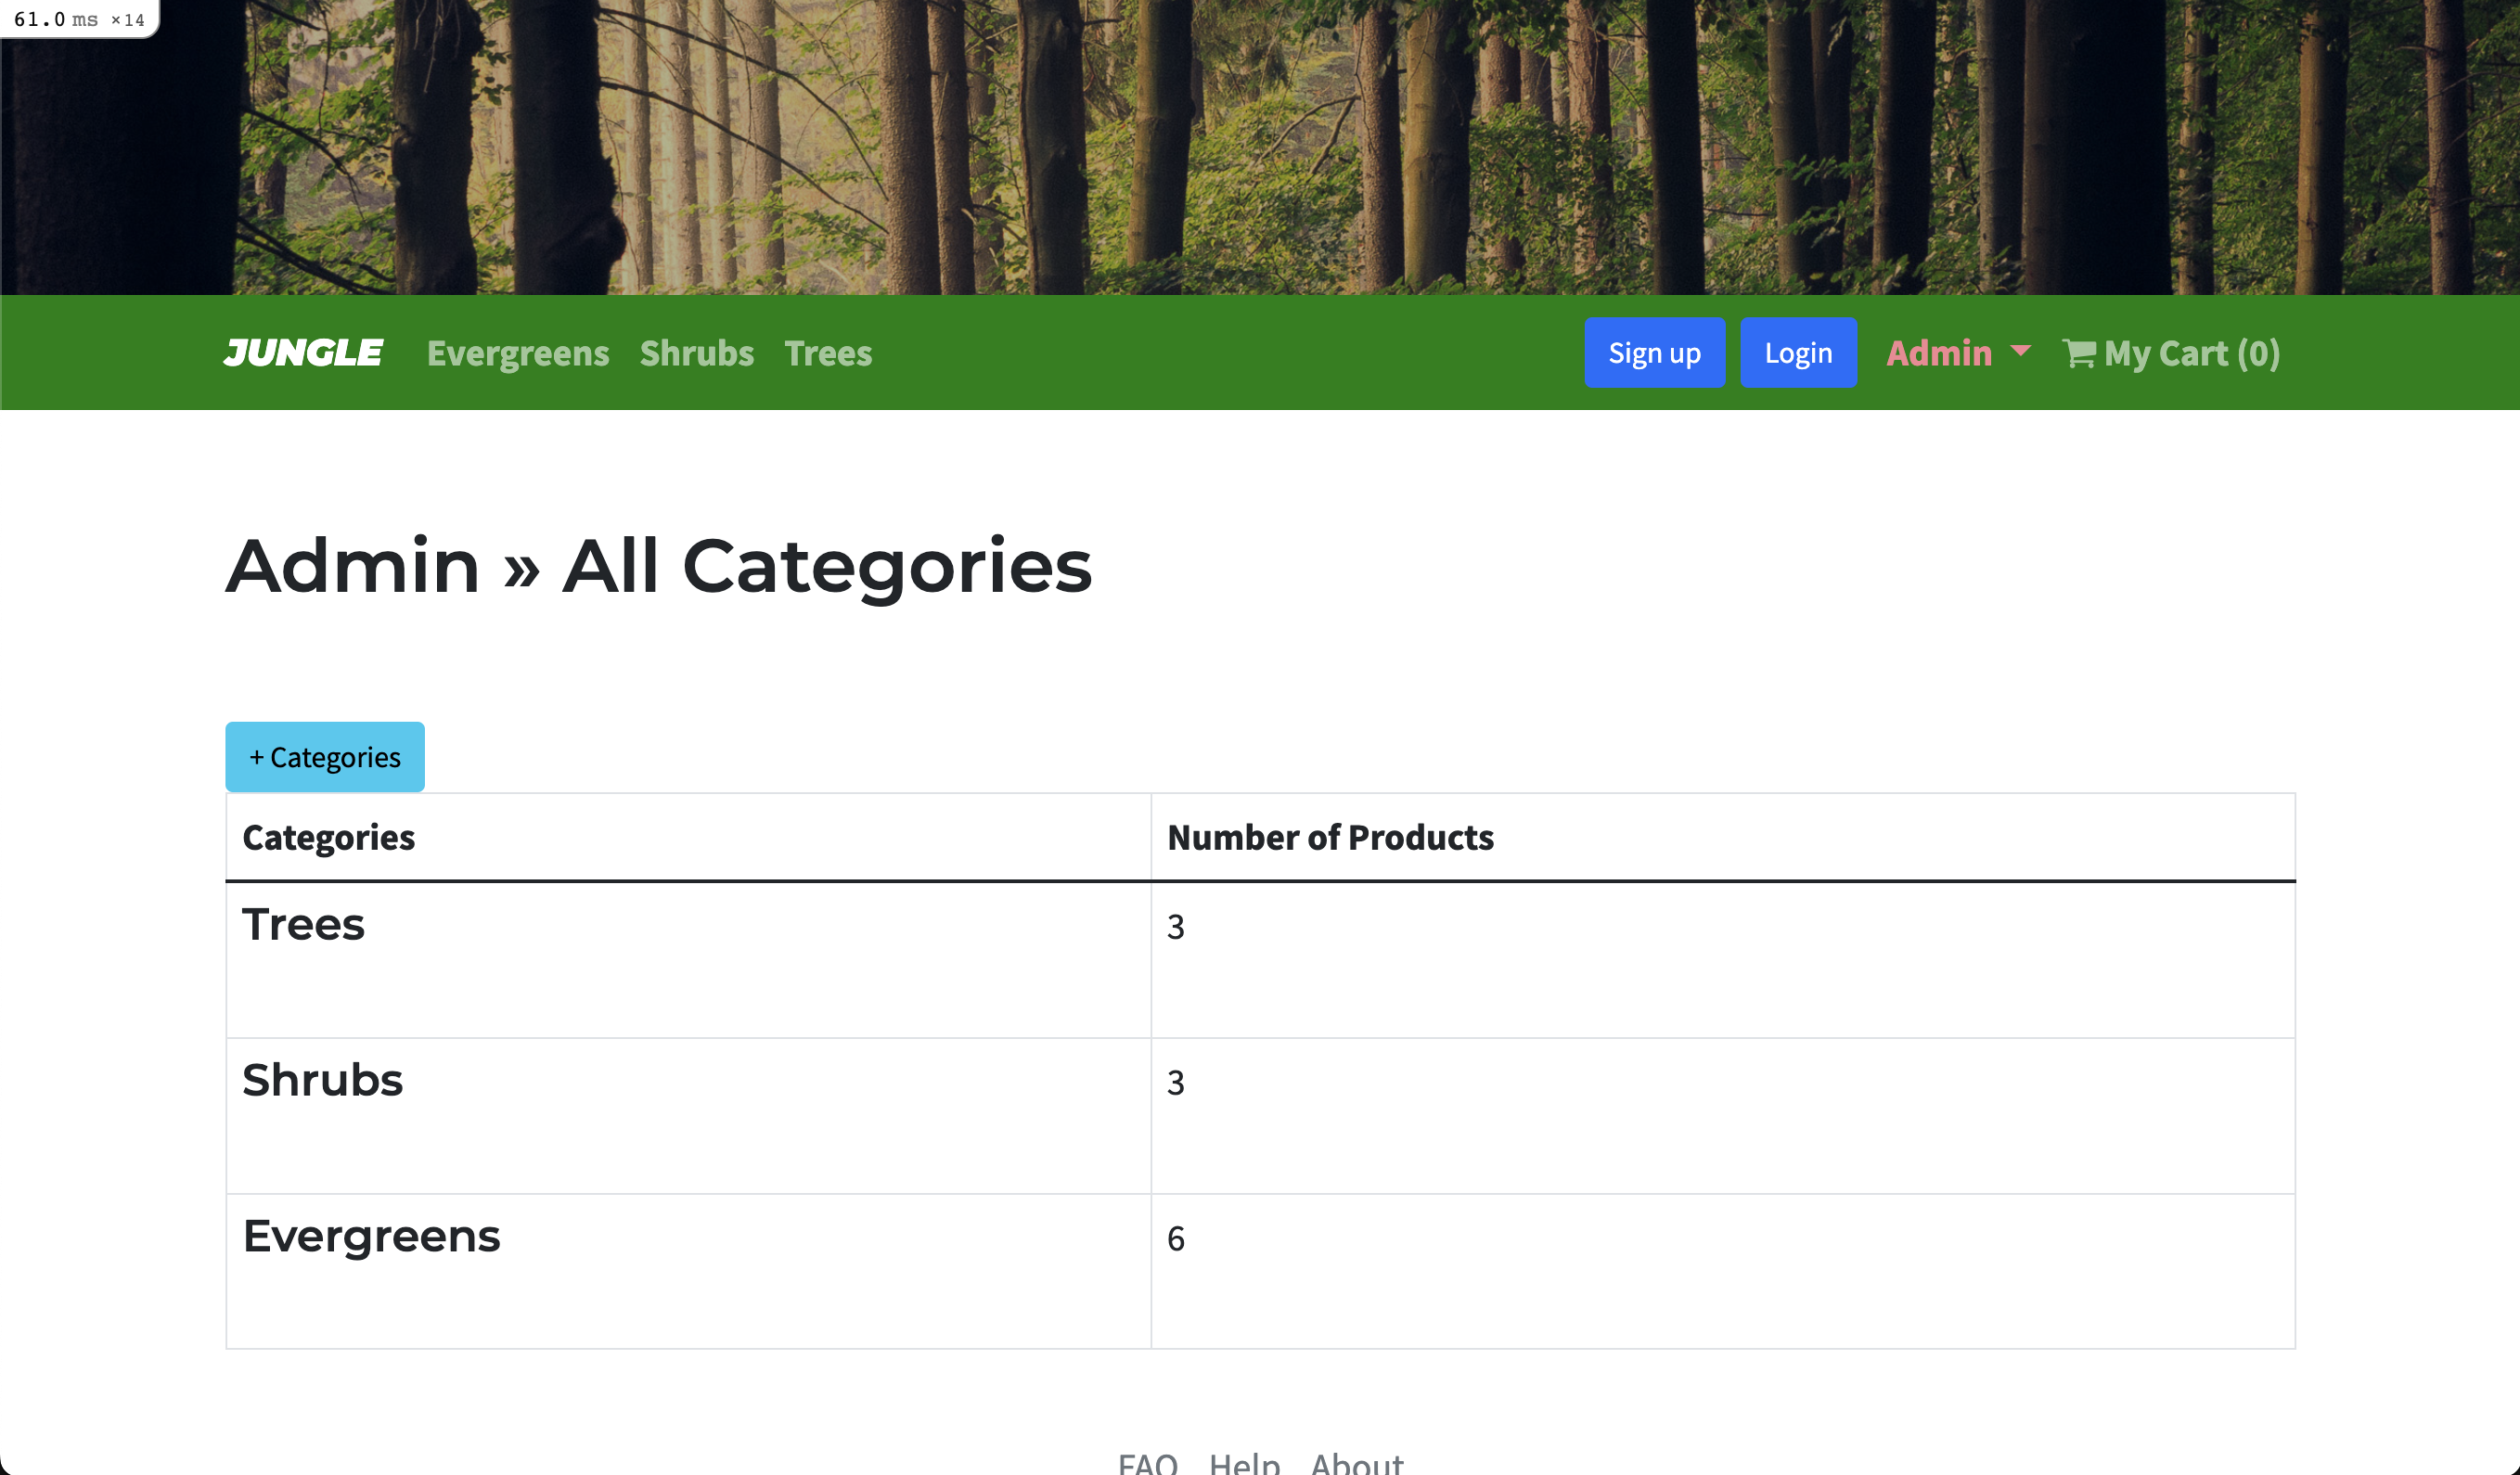 61.0 ms ×14
JUNGLE Evergreens Shrubs Trees Sign up Login Admin My Cart (0)
Admin » All Categories
+ Categories
Categories Number of Products
Trees 3
Shrubs 3
Evergreens 6
FAQ Help About